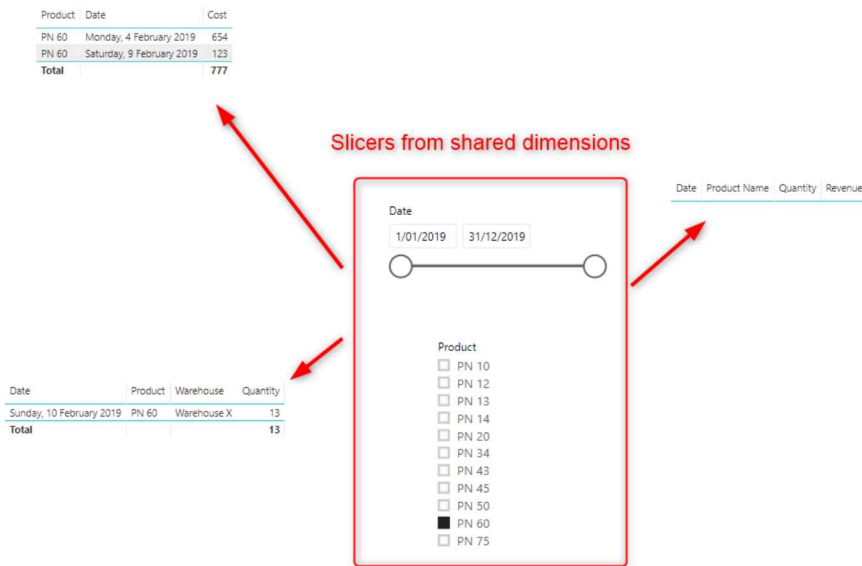 Product Date Cost
PN 60 Monday, 4 February 2019 654
PN 60 Saturday, 9 February 2019 123
Total 777
Slicers from shared dimensions
Date Product Name Quantity Revenue
Date
1/01/2019 31/12/2019
Product
PN 10
PN 12
PN 13
PN 14
PN 20
PN 34
PN 43
PN 45
PN 50
PN 60
PN 75
Date Product Warehouse Quantity
Sunday, 10 February 2019 PN 60 Warehouse X 13
Total 13